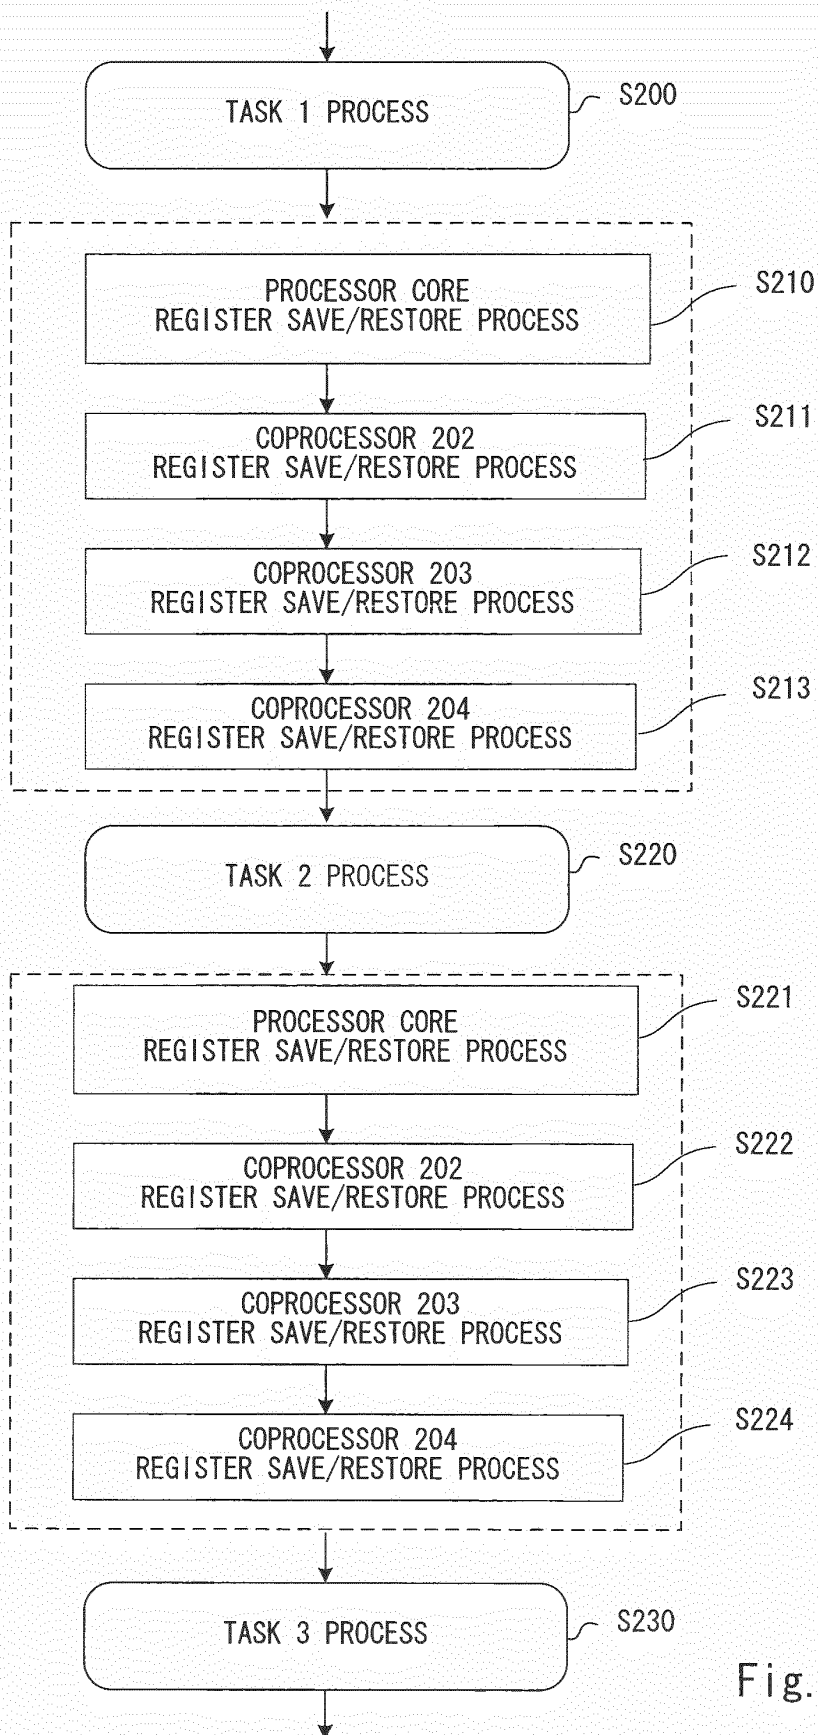 TASK 1 PROCESS
S200
PROCESSOR CORE
REGISTER SAVE/RESTORE PROCESS
S210
COPROCESSOR 202
REGISTER SAVE/RESTORE PROCESS
S211
COPROCESSOR 203
REGISTER SAVE/RESTORE PROCESS
S212
COPROCESSOR 204
REGISTER SAVE/RESTORE PROCESS
S213
TASK 2 PROCESS
S220
PROCESSOR CORE
REGISTER SAVE/RESTORE PROCESS
S221
COPROCESSOR 202
REGISTER SAVE/RESTORE PROCESS
S222
COPROCESSOR 203
REGISTER SAVE/RESTORE PROCESS
S223
COPROCESSOR 204
REGISTER SAVE/RESTORE PROCESS
S224
TASK 3 PROCESS
S230
Fig.